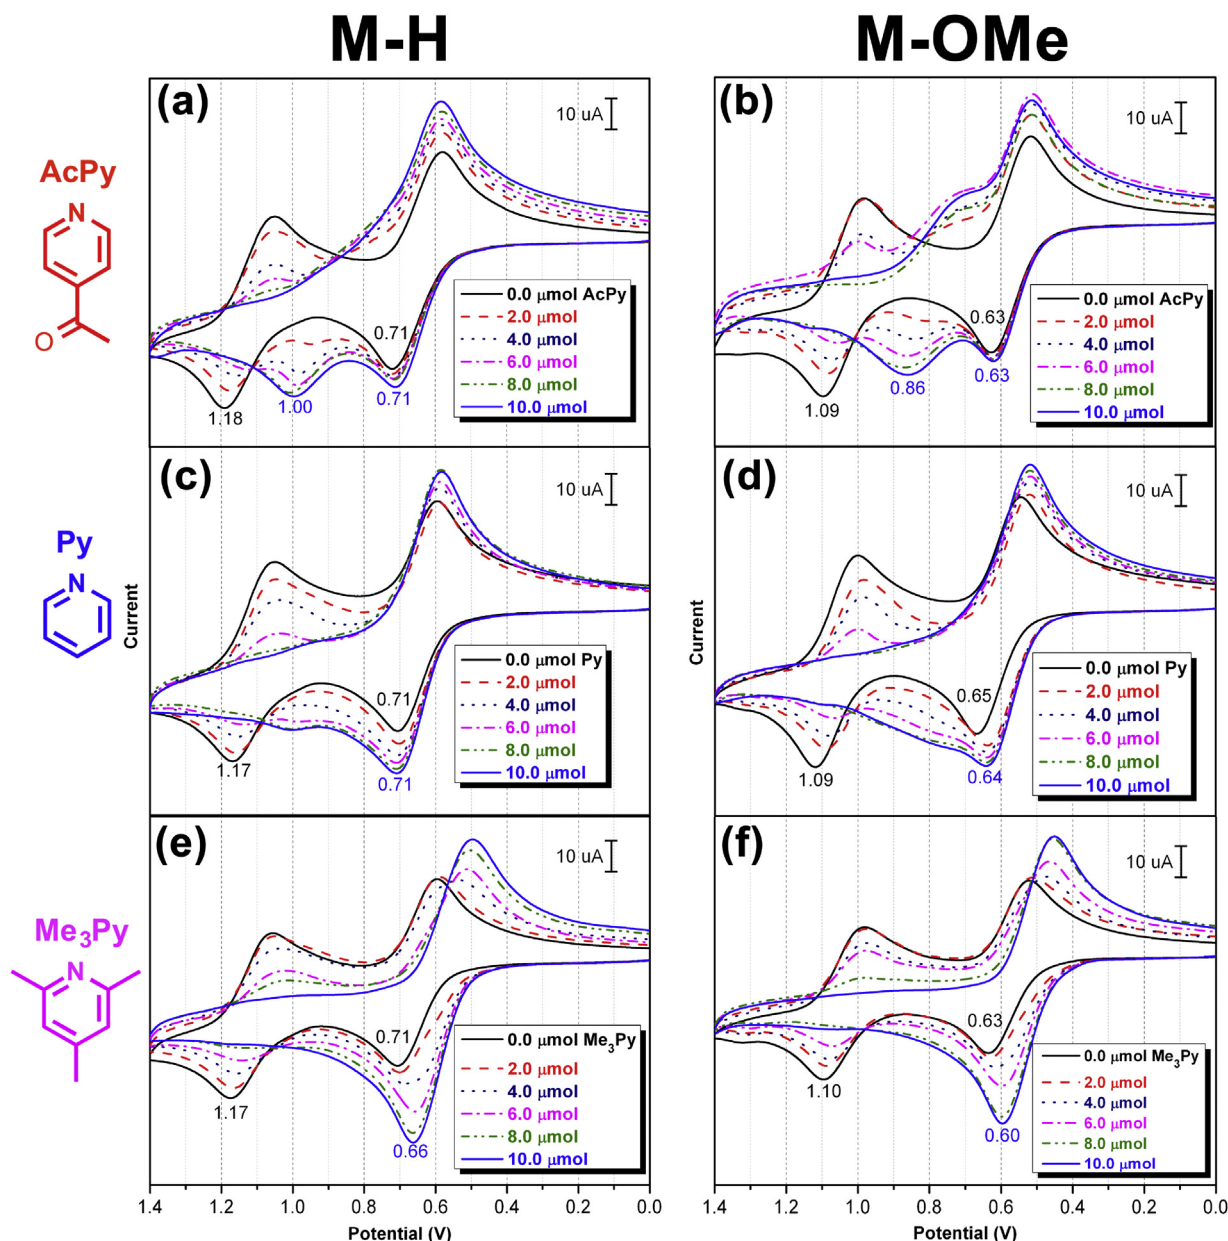 M-H
M-OMe
(a)
10 uA
0.71
1.18
1.00
0.71
0.0 μmol AcPy
2.0 μmol
4.0 μmol
6.0 μmol
8.0 μmol
10.0 μmol
(b)
10 uA
0.63
1.09
0.86
0.63
0.0 μmol AcPy
2.0 μmol
4.0 μmol
6.0 μmol
8.0 μmol
10.0 μmol
AcPy
N
O
(c)
10 uA
0.71
1.17
0.71
0.0 μmol Py
2.0 μmol
4.0 μmol
6.0 μmol
8.0 μmol
10.0 μmol
(d)
10 uA
0.65
1.09
0.64
0.0 μmol Py
2.0 μmol
4.0 μmol
6.0 μmol
8.0 μmol
10.0 μmol
Py
N
Current
Current
(e)
10 uA
0.71
1.17
0.66
0.0 μmol Me3Py
2.0 μmol
4.0 μmol
6.0 μmol
8.0 μmol
10.0 μmol
(f)
10 uA
0.63
1.10
0.60
0.0 μmol Me3Py
2.0 μmol
4.0 μmol
6.0 μmol
8.0 μmol
10.0 μmol
Me3Py
N
1.4 1.2 1.0 0.8 0.6 0.4 0.2 0.0
Potential (V)
1.4 1.2 1.0 0.8 0.6 0.4 0.2 0.0
Potential (V)